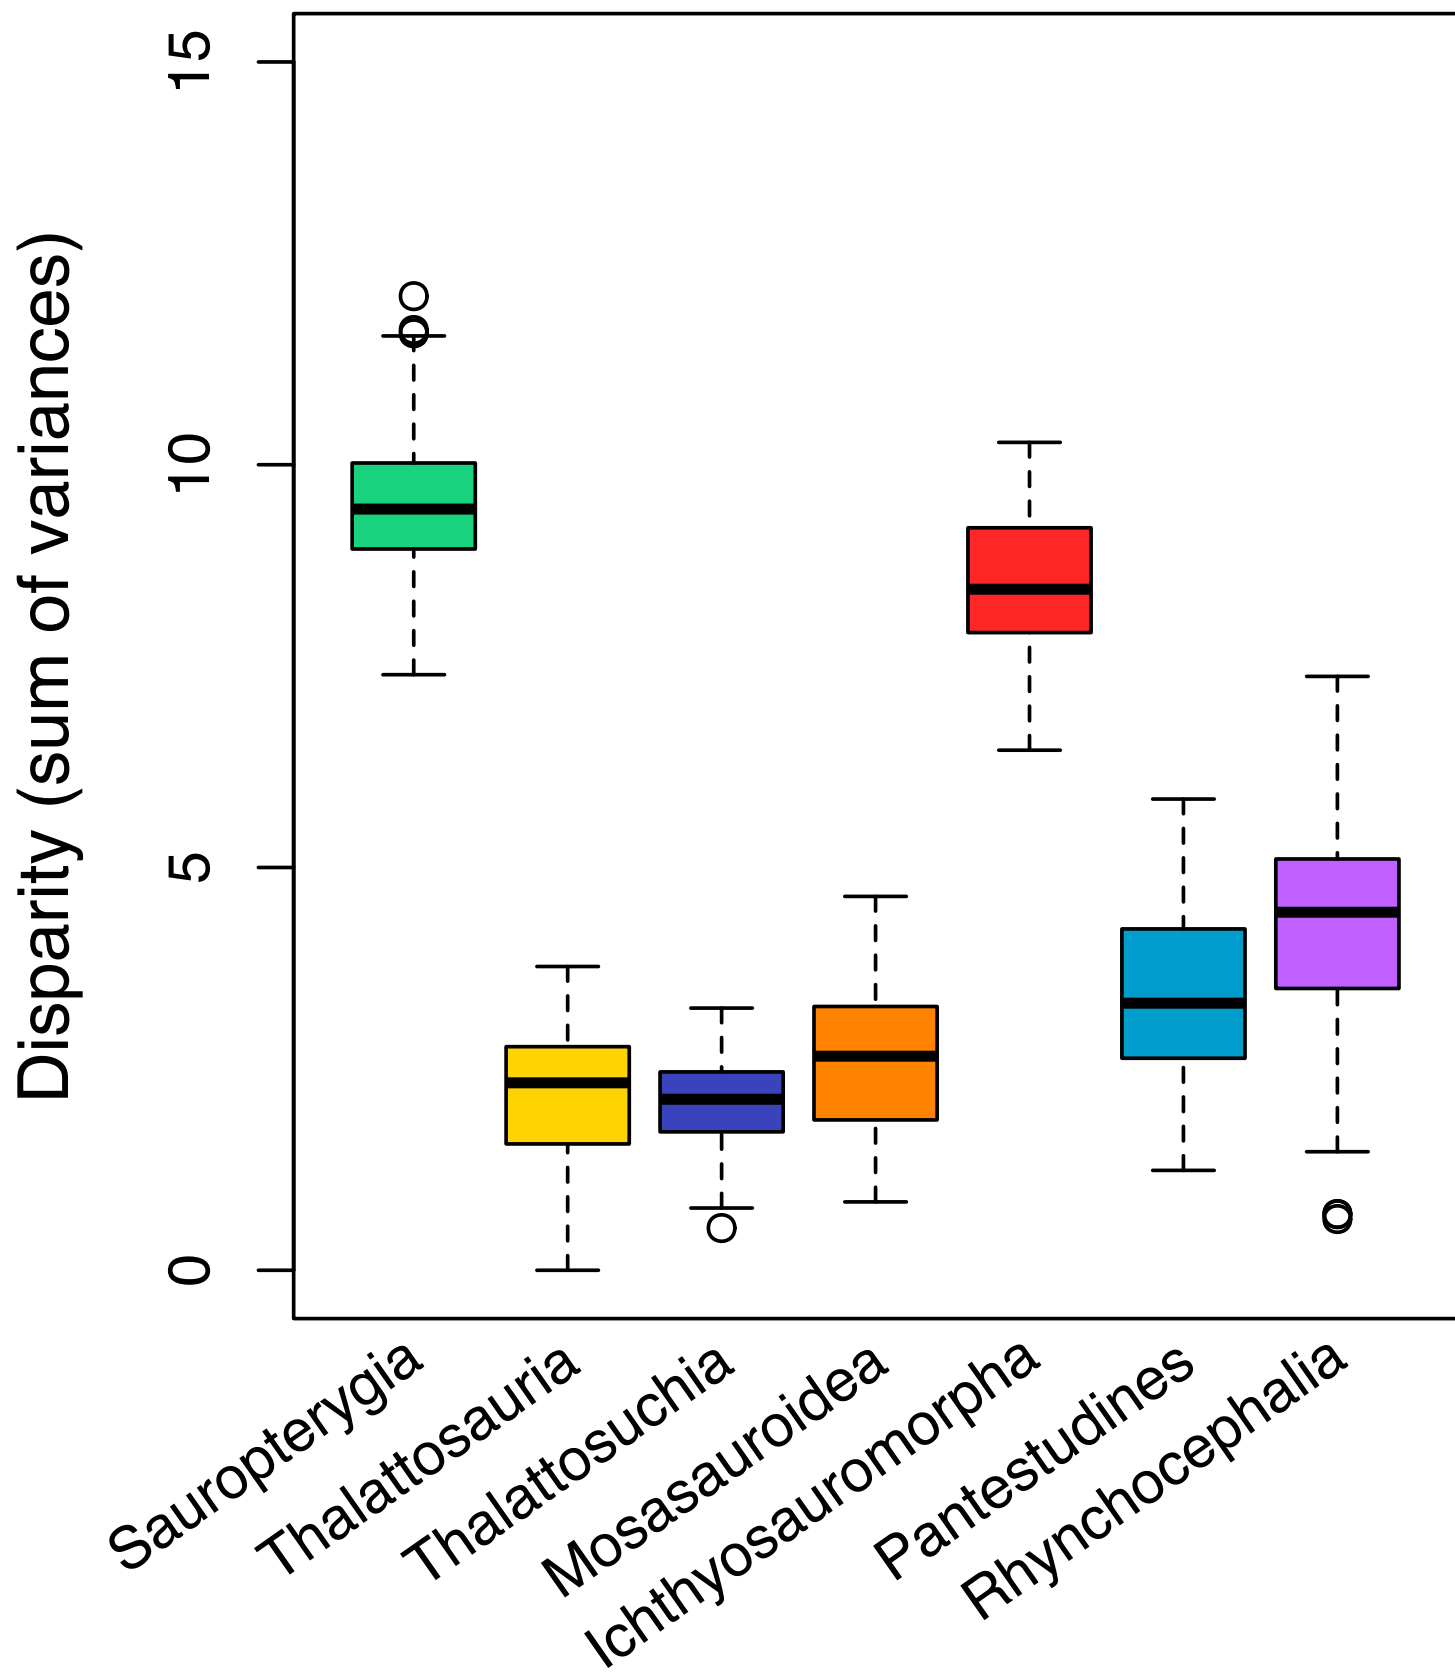 Disparity (sum of variances)
15
10
5
0
Sauropterygia
Thalattosauria
Thalattosuchia
Mosasauroidea
Ichthyosauromorpha
Pantestudines
Rhynchocephalia